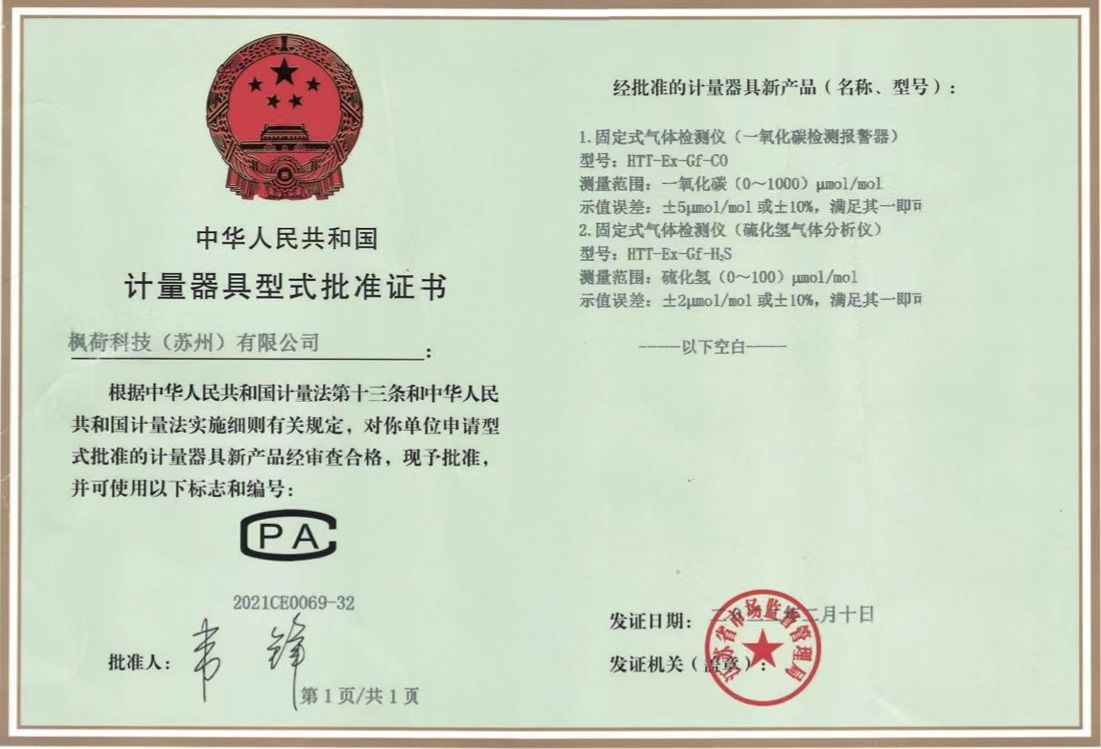 中华人民共和国
计量器具型式批准证书
枫荷科技（苏州）有限公司：
根据中华人民共和国计量法第十三条和中华人民
共和国计量法实施细则有关规定，对你单位申请型
式批准的计量器具新产品经审查合格，现予批准，
并可使用以下标志和编号：
CPA
2021CE0069-32
批准人：
第1页/共1页
经批准的计量器具新产品（名称、型号）：
1.固定式气体检测仪（一氧化碳检测报警器）
型号：HTT-Ex-Gf-CO
测量范围：一氧化碳（0～1000）μmol/mol
示值误差：±5μmol/mol或±10%，满足其一即可
2.固定式气体检测仪（硫化氢气体分析仪）
型号：HTT-Ex-Gf-H₂S
测量范围：硫化氢（0～100）μmol/mol
示值误差：±2μmol/mol或±10%，满足其一即可
——以下空白——
发证日期：月十日
发证机关（盖章）：
江苏省市场监督管理局